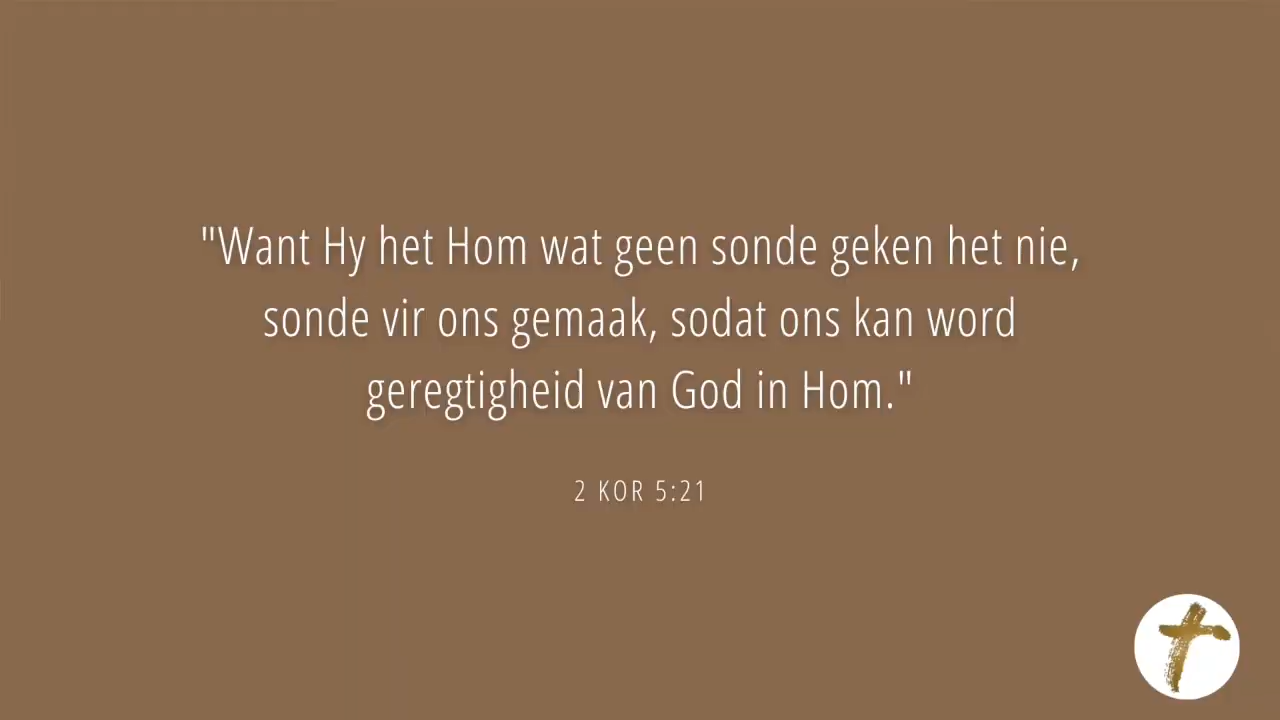 "Want Hy het Hom wat geen sonde geken het nie,
sonde vir ons gemaak, sodat ons kan word
geregtigheid van God in Hom."
2 KOR 5:21